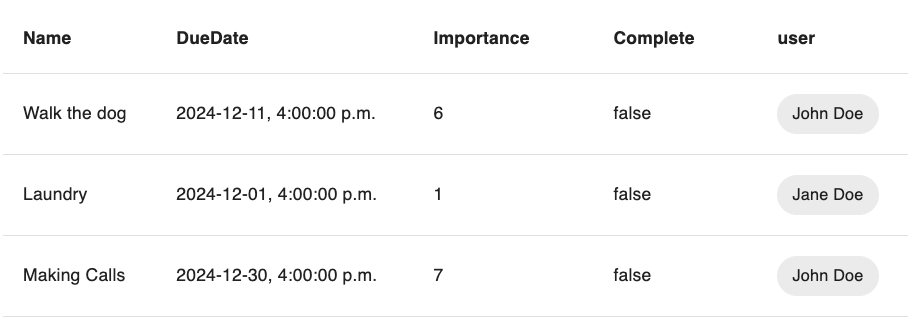 Name DueDate Importance Complete user
Walk the dog 2024-12-11, 4:00:00 p.m. 6 false John Doe
Laundry 2024-12-01, 4:00:00 p.m. 1 false Jane Doe
Making Calls 2024-12-30, 4:00:00 p.m. 7 false John Doe